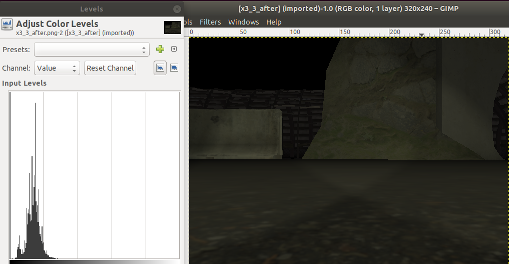 Levels
[x3_3_after] (imported)-1.0 (RGB color, 1 layer) 320x240 – GIMP
Adjust Color Levels
x3_3_after.png-2 ([x3_3_after] (imported))
ols Filters Windows Help
Presets:
Channel: Value Reset Channel
Input Levels
0 50 100 150 200 250 300